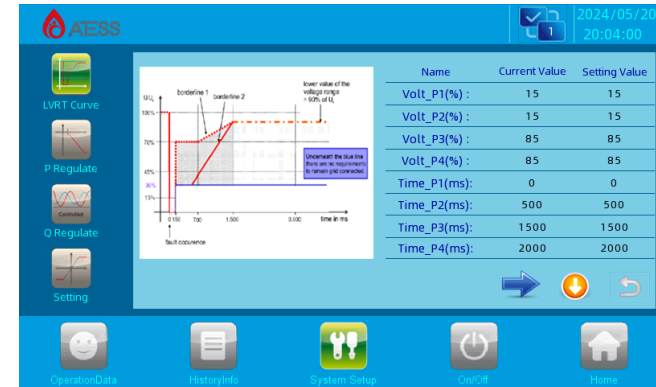 ATESS
1
2024/05/20
20:04:00
LVRT Curve
P Regulate
Controlled
Q Regulate
Setting
U/U
borderline 1
borderline 2
lower value of the
voltage range
= 90% of U
100%
70%
45%
30%
15%
Underneath the blue line
there are no requirements
to remain grid connected.
0 150 700 1.500 3.000 time in ms
fault occurence
Name Current Value Setting Value
Volt_P1(%) : 15 15
Volt_P2(%) : 15 15
Volt_P3(%) : 85 85
Volt_P4(%) : 85 85
Time_P1(ms): 0 0
Time_P2(ms): 500 500
Time_P3(ms): 1500 1500
Time_P4(ms): 2000 2000
OperationData
HistoryInfo
System Setup
On/Off
Home